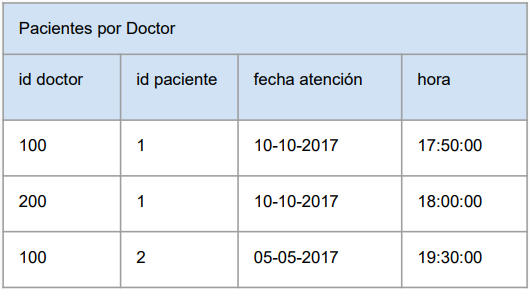 Pacientes por Doctor
id doctor id paciente fecha atención hora
100 1 10-10-2017 17:50:00
200 1 10-10-2017 18:00:00
100 2 05-05-2017 19:30:00